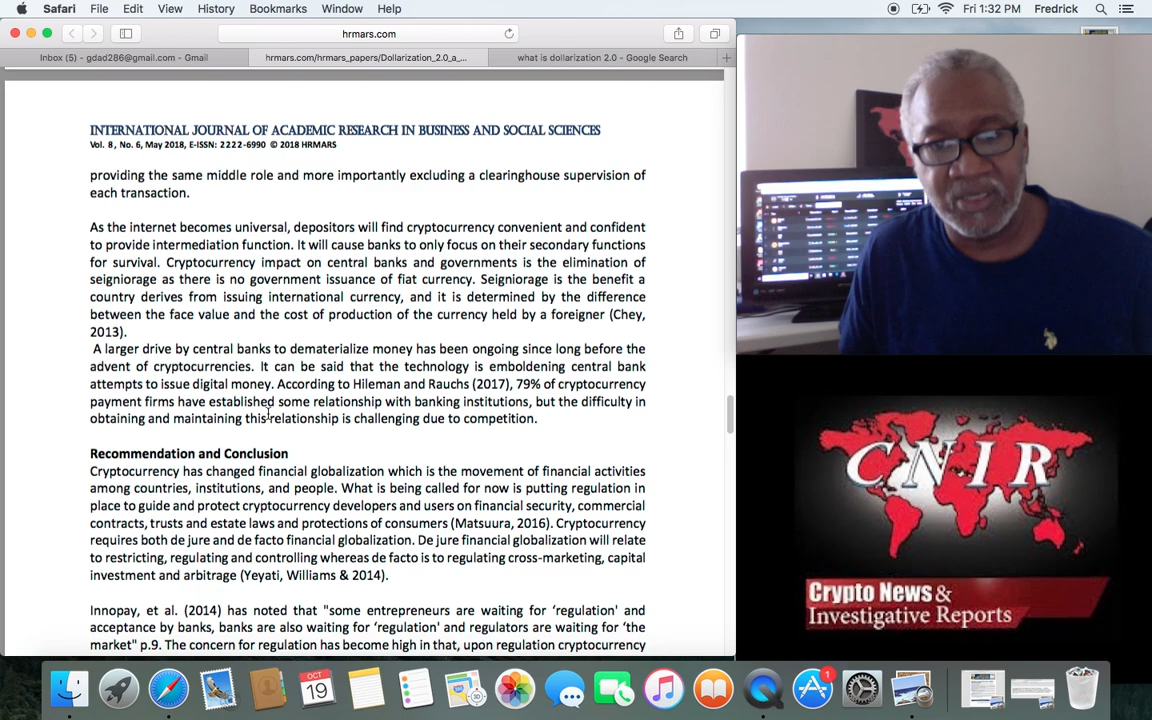 Safari File Edit View History Bookmarks Window Help Fri 1:32 PM Fredrick
hrmars.com
Inbox (5) - gdad286@gmail.com - Gmail hrmars.com/hrmars_papers/Dollarization_2.0_a_... what is dollarization 2.0 - Google Search
INTERNATIONAL JOURNAL OF ACADEMIC RESEARCH IN BUSINESS AND SOCIAL SCIENCES
Vol. 8 , No. 6, May 2018, E-ISSN: 2222-6990 © 2018 HRMARS
providing the same middle role and more importantly excluding a clearinghouse supervision of
each transaction.
As the internet becomes universal, depositors will find cryptocurrency convenient and confident
to provide intermediation function. It will cause banks to only focus on their secondary functions
for survival. Cryptocurrency impact on central banks and governments is the elimination of
seigniorage as there is no government issuance of fiat currency. Seigniorage is the benefit a
country derives from issuing international currency, and it is determined by the difference
between the face value and the cost of production of the currency held by a foreigner (Chey,
2013).
A larger drive by central banks to dematerialize money has been ongoing since long before the
advent of cryptocurrencies. It can be said that the technology is emboldening central bank
attempts to issue digital money. According to Hileman and Rauchs (2017), 79% of cryptocurrency
payment firms have established some relationship with banking institutions, but the difficulty in
obtaining and maintaining this relationship is challenging due to competition.
Recommendation and Conclusion
Cryptocurrency has changed financial globalization which is the movement of financial activities
among countries, institutions, and people. What is being called for now is putting regulation in
place to guide and protect cryptocurrency developers and users on financial security, commercial
contracts, trusts and estate laws and protections of consumers (Matsuura, 2016). Cryptocurrency
requires both de jure and de facto financial globalization. De jure financial globalization will relate
to restricting, regulating and controlling whereas de facto is to regulating cross-marketing, capital
investment and arbitrage (Yeyati, Williams & 2014).
Innopay, et al. (2014) has noted that "some entrepreneurs are waiting for ‘regulation' and
acceptance by banks, banks are also waiting for ‘regulation' and regulators are waiting for ‘the
market" p.9. The concern for regulation has become high in that, upon regulation cryptocurrency
CNIR
Crypto News &
Investigative Reports
OCT
19
1